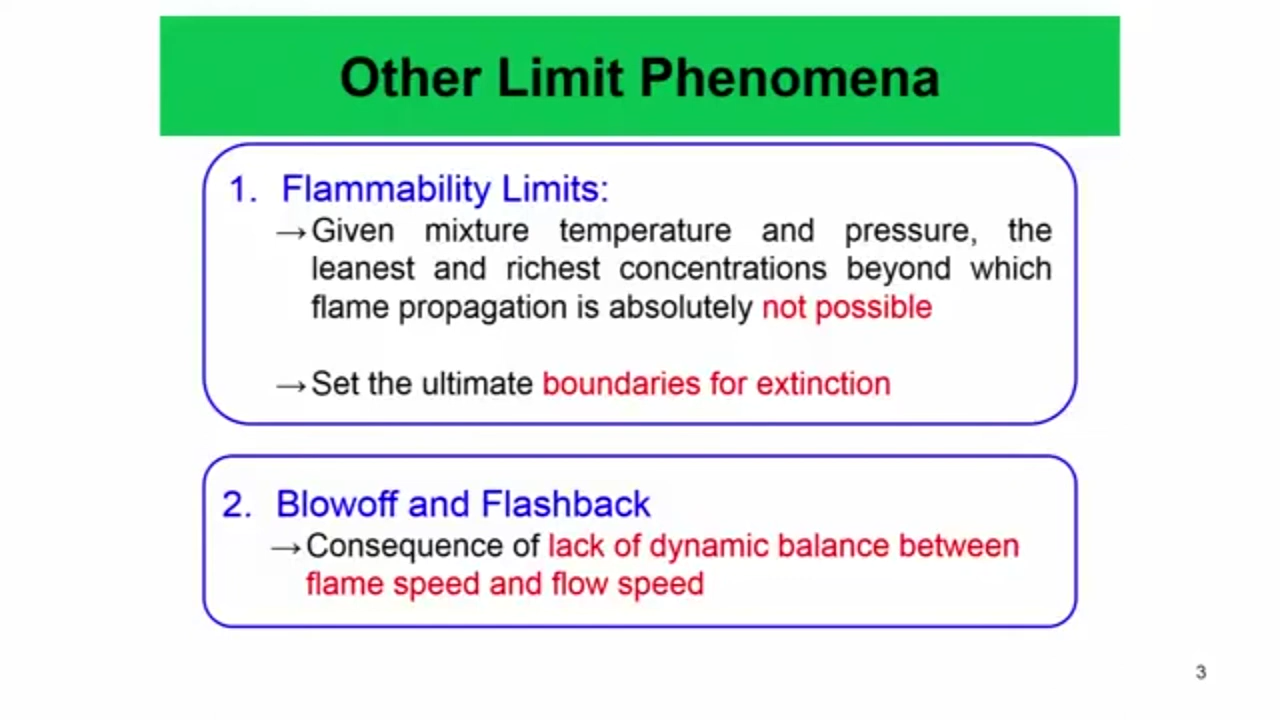 Other Limit Phenomena
1. Flammability Limits:
→Given mixture temperature and pressure, the
leanest and richest concentrations beyond which
flame propagation is absolutely not possible
→Set the ultimate boundaries for extinction
2. Blowoff and Flashback
→Consequence of lack of dynamic balance between
flame speed and flow speed
3